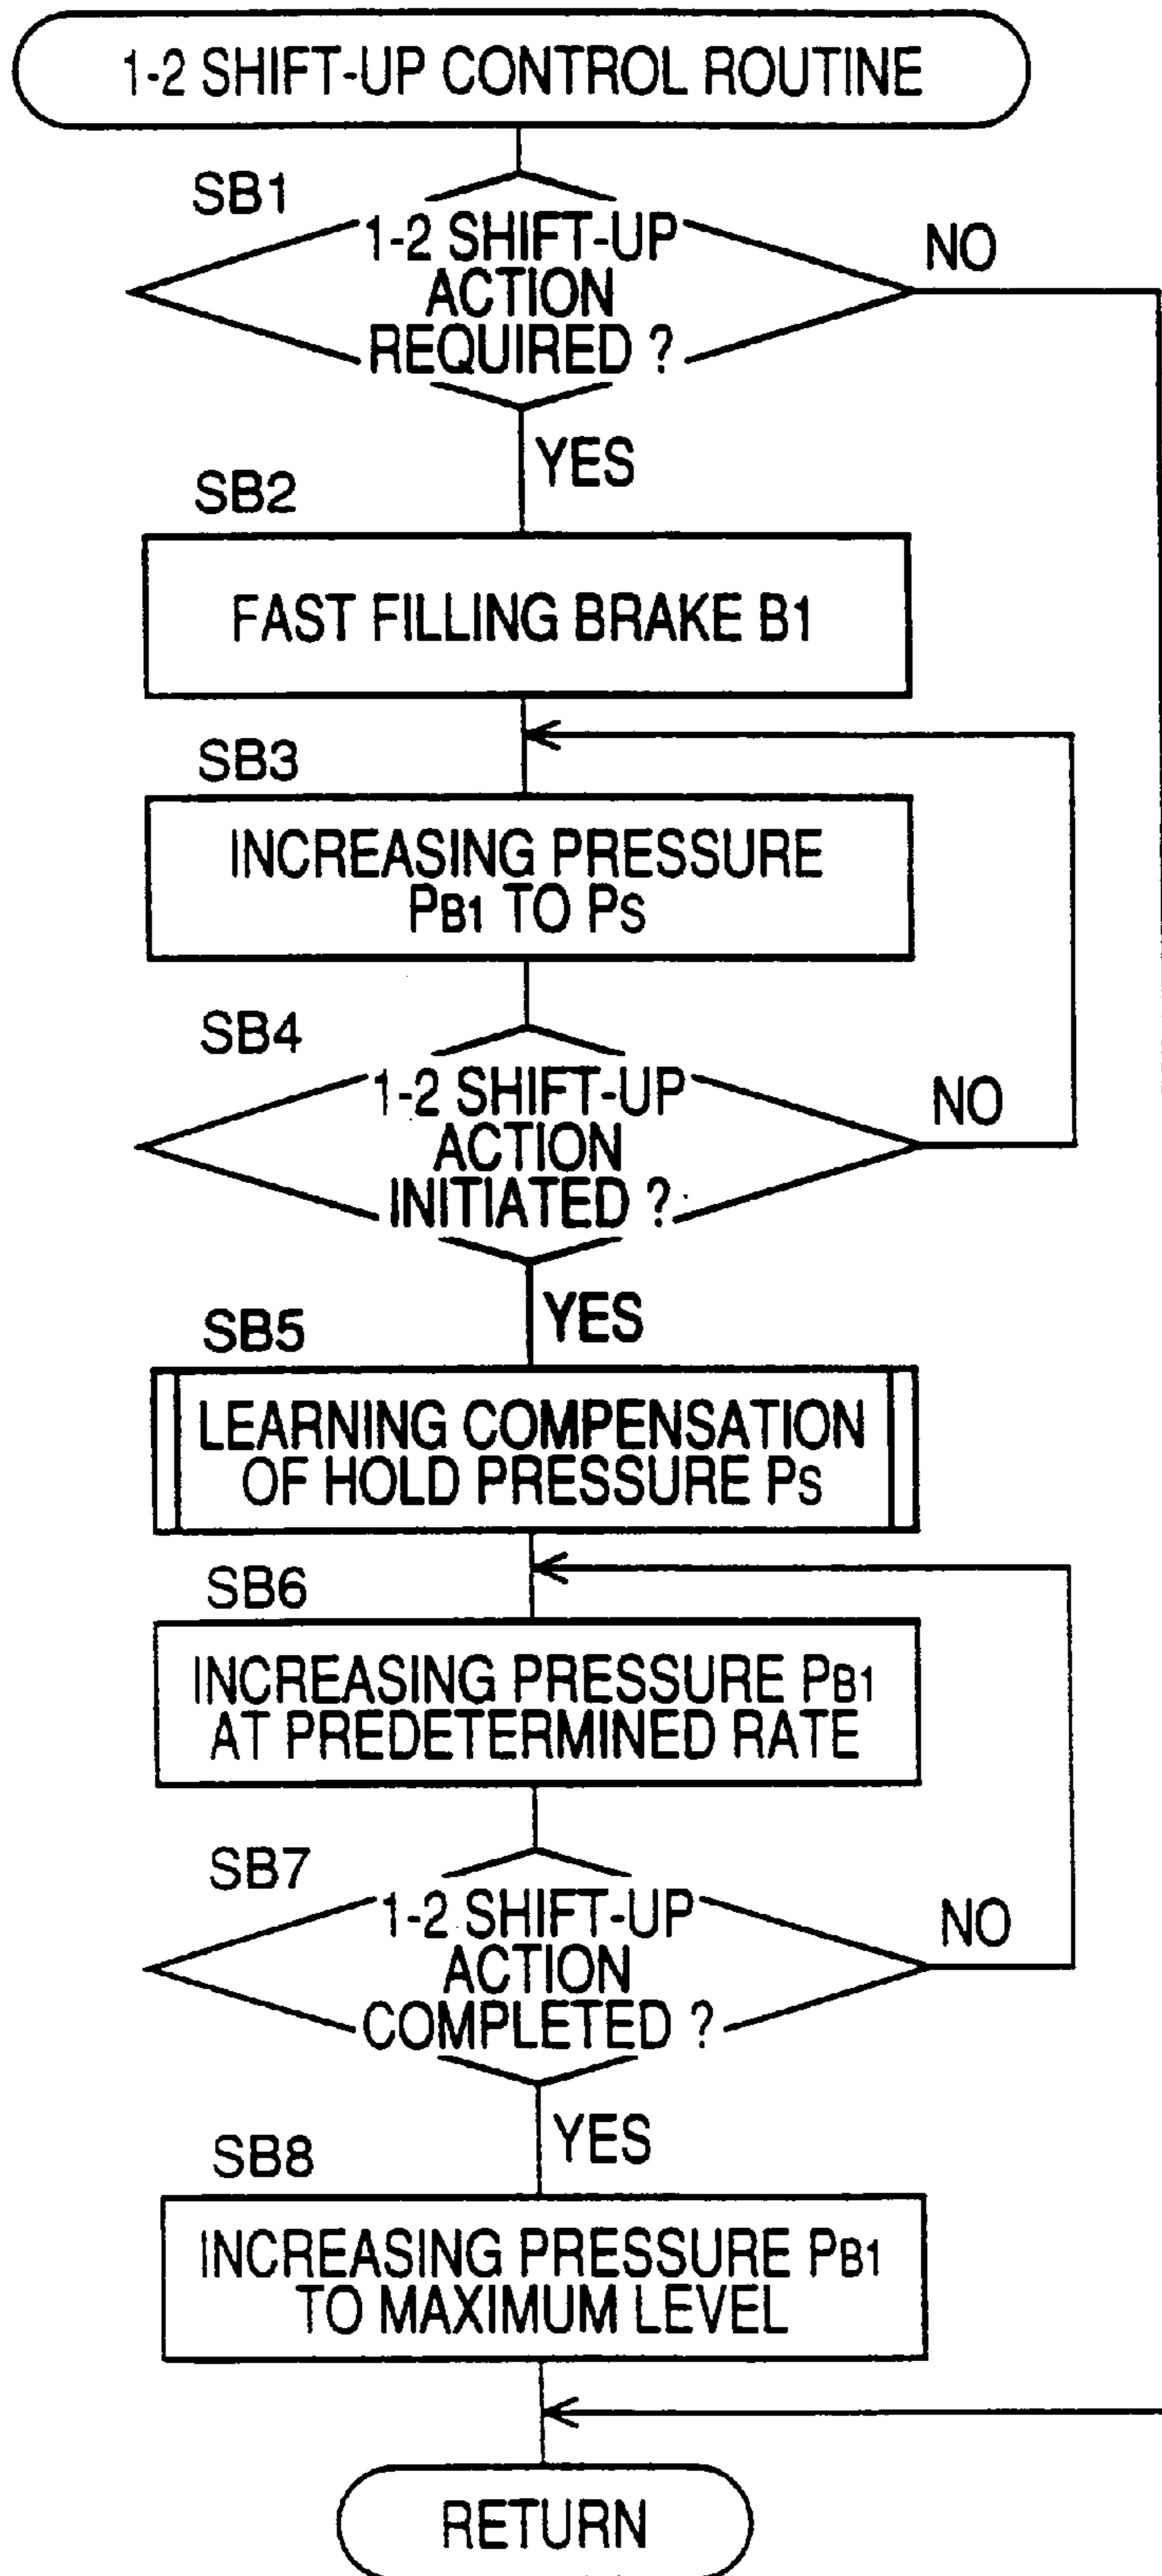 1-2 SHIFT-UP CONTROL ROUTINE
SB1
1-2 SHIFT-UP
ACTION
REQUIRED ?
NO
YES
SB2
FAST FILLING BRAKE B1
SB3
INCREASING PRESSURE
PB1 TO PS
SB4
1-2 SHIFT-UP
ACTION
INITIATED ?
NO
YES
SB5
LEARNING COMPENSATION
OF HOLD PRESSURE PS
SB6
INCREASING PRESSURE PB1
AT PREDETERMINED RATE
SB7
1-2 SHIFT-UP
ACTION
COMPLETED ?
NO
YES
SB8
INCREASING PRESSURE PB1
TO MAXIMUM LEVEL
RETURN